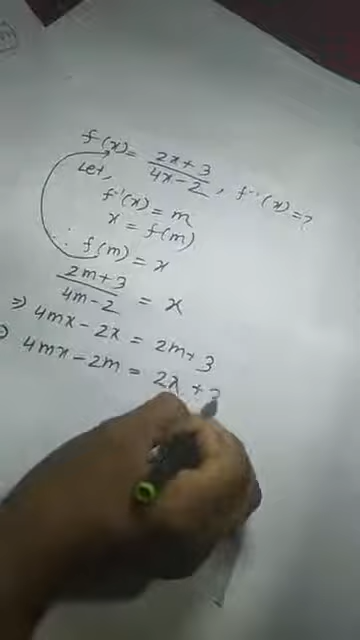 f(x) = 2x+3 / 4x-2 , f⁻¹(x) = ?
Let,
f⁻¹(x) = m
x = f(m)
∴ f(m) = x
2m+3 / 4m-2 = x
⇒ 4mx - 2x = 2m + 3
⇒ 4mx - 2m = 2x + 3